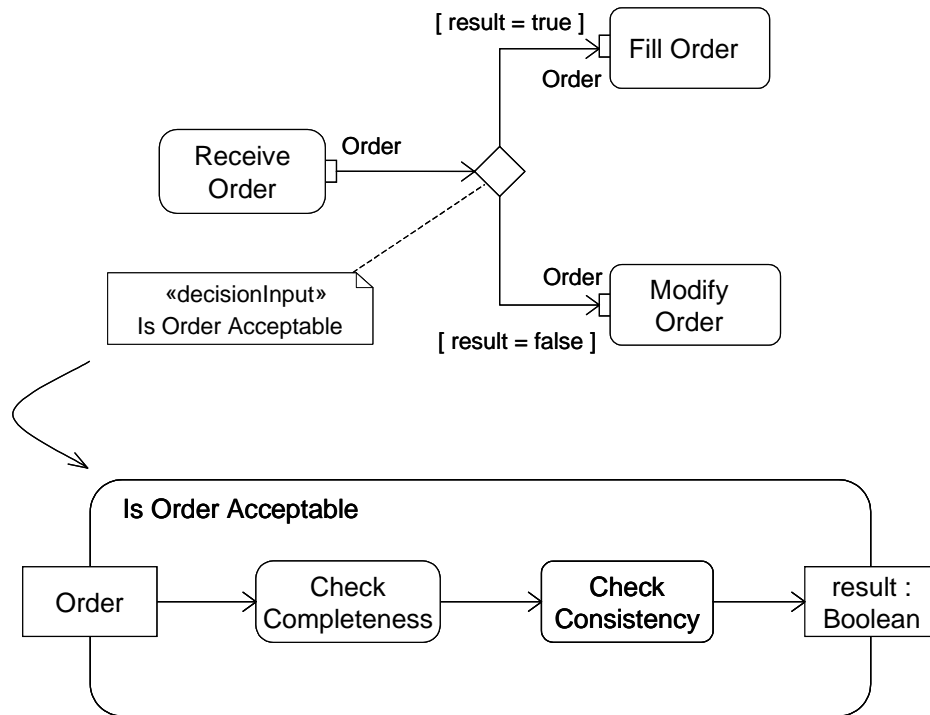 [ result = true ]
Fill Order
Order
Order
Receive
Order
Order
Modify
Order
«decisionInput»
Is Order Acceptable
[ result = false ]
Is Order Acceptable
Order
Check
Completeness
Check
Consistency
result :
Boolean